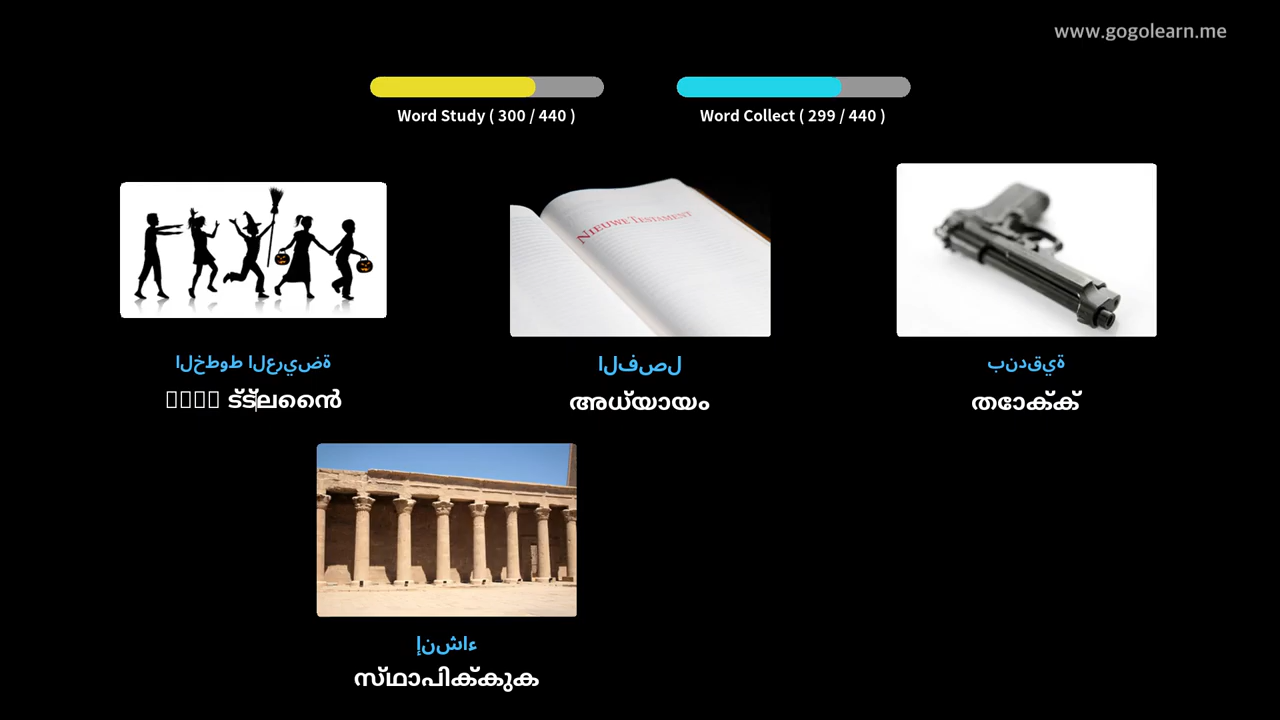 www.gogolearn.me
Word Study ( 300 / 440 )
Word Collect ( 299 / 440 )
NIEUWE TESTAMENT
الخطوط العريضة
الفصل
بندقية
അധ്യായം
തോക്ക്
إنشاء
സ്ഥാപിക്കുക